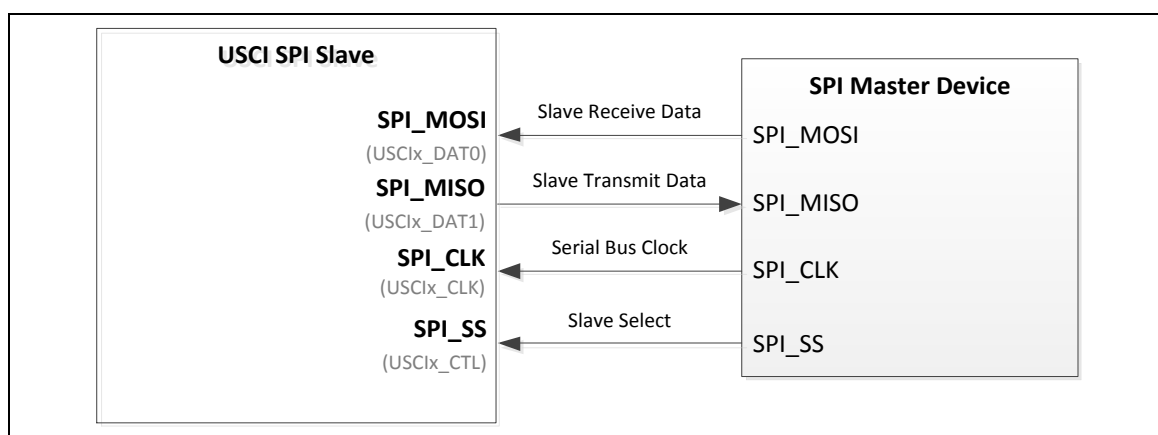 USCI SPI Slave
SPI_MOSI
(USCIx_DAT0)
SPI_MISO
(USCIx_DAT1)
SPI_CLK
(USCIx_CLK)
SPI_SS
(USCIx_CTL)
Slave Receive Data
Slave Transmit Data
Serial Bus Clock
Slave Select
SPI Master Device
SPI_MOSI
SPI_MISO
SPI_CLK
SPI_SS